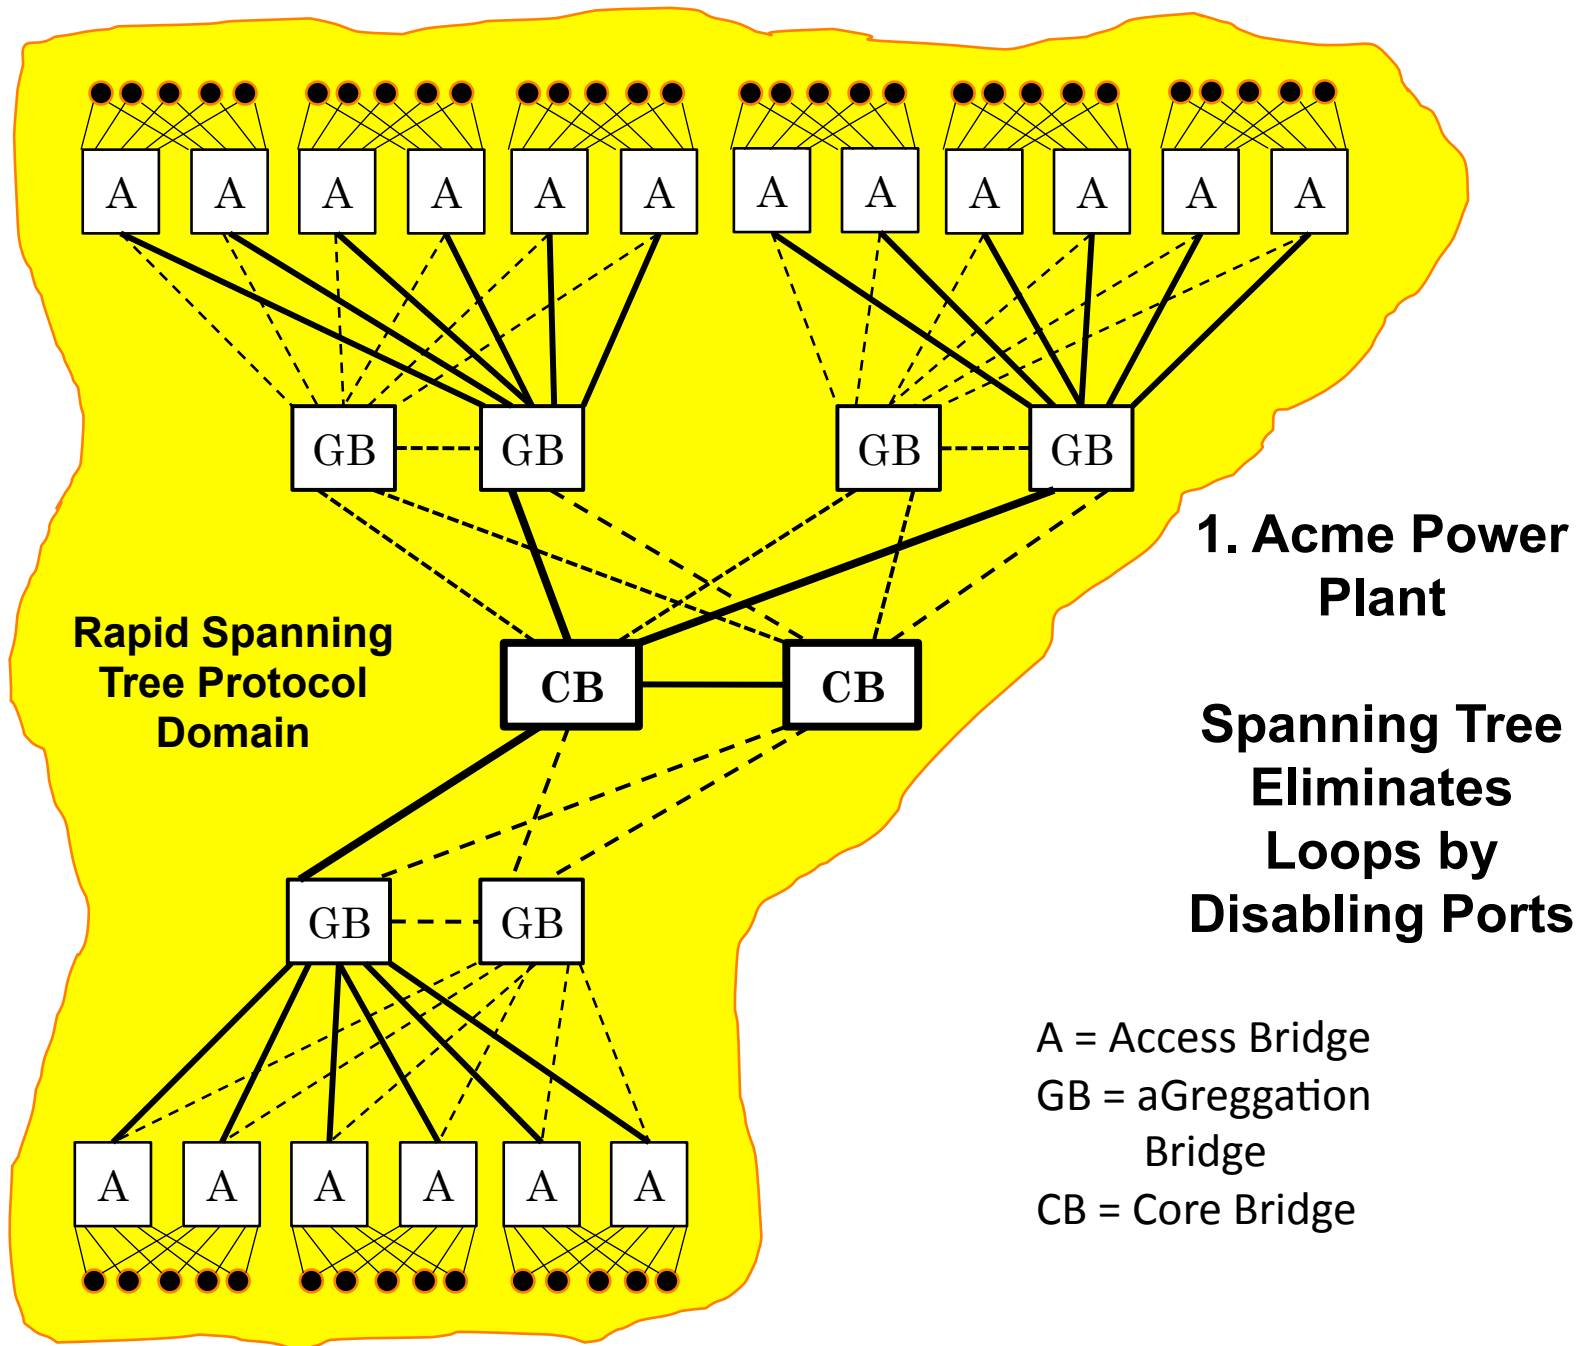 A A A A A A A A A A A A
GB GB GB GB
1. Acme Power
Plant
Rapid Spanning
Tree Protocol
Domain
CB CB
Spanning Tree
Eliminates
Loops by
Disabling Ports
GB GB
A = Access Bridge
GB = aGreggation
Bridge
CB = Core Bridge
A A A A A A